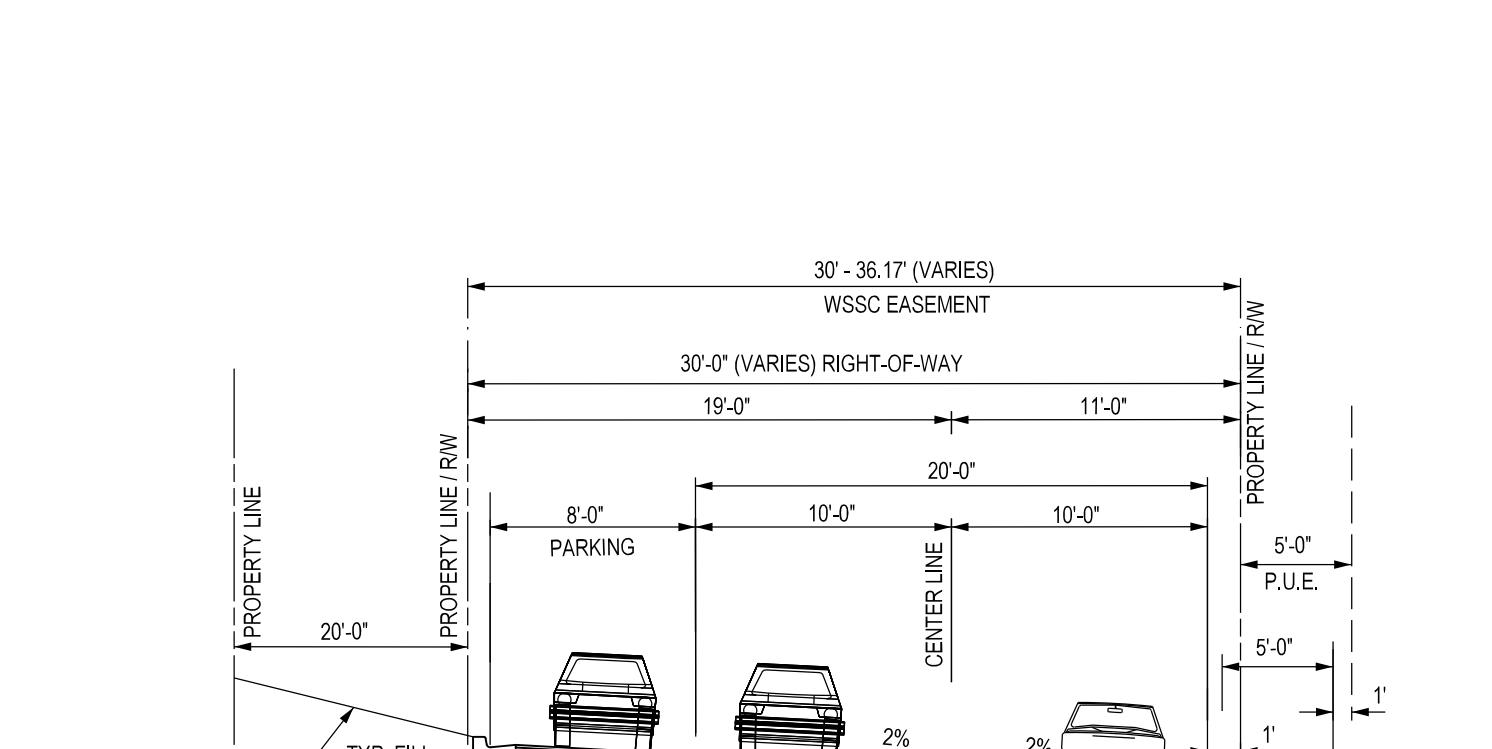 30' - 36.17' (VARIES)
WSSC EASEMENT
30'-0" (VARIES) RIGHT-OF-WAY
19'-0"
11'-0"
PROPERTY LINE / R/W
20'-0"
8'-0"
10'-0"
10'-0"
PARKING
CENTER LINE
PROPERTY LINE
PROPERTY LINE / R/W
5'-0"
P.U.E.
20'-0"
5'-0"
1'
1'
2%
2%
TYP. FILL